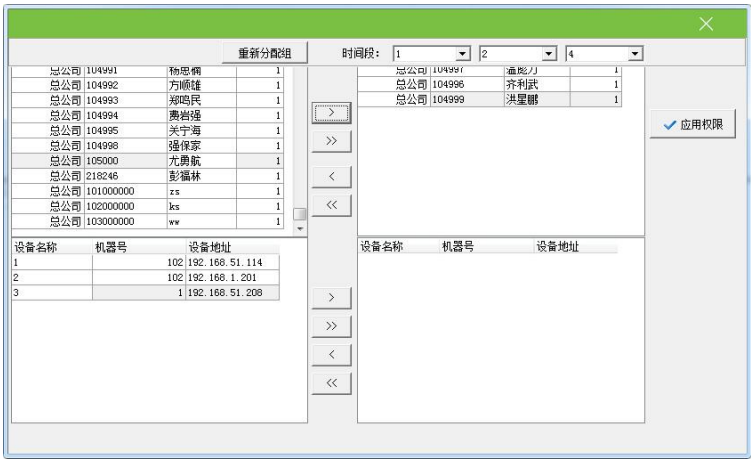 重新分配组 时间段： 1 2 4
总公司 104991 杨思楠 1
总公司 104992 方顺雄 1
总公司 104993 郑鸣民 1
总公司 104994 费岩强 1
总公司 104995 关宁海 1
总公司 104998 强保家 1
总公司 105000 尤勇航 1
总公司 218246 彭福林 1
总公司 101000000 zs 1
总公司 102000000 ks 1
总公司 103000000 ww 1
>
>>
<
<<
总公司 104997 温彪力 1
总公司 104996 齐利武 1
总公司 104999 洪星鹏 1
应用权限
设备名称 机器号 设备地址
1 102 192.168.51.114
2 102 192.168.1.201
3 1 192.168.51.208
>
>>
<
<<
设备名称 机器号 设备地址